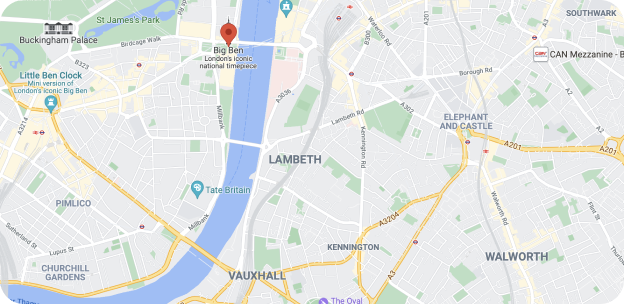 St James's Park
SOUTHWARK
Waterloo Rd
A201
Buckingham Palace
Birdcage Walk
B300
Big Ben
London's iconic
national timepiece
CAN Mezzanine - B
B323
Little Ben Clock
Mini version of
London's iconic Big Ben
Borough Rd
A3036
A302
A3214
Millbank
Lambeth Rd
ELEPHANT
AND CASTLE
Kennington Rd
A201
A201
LAMBETH
Tate Britain
PIMLICO
Walworth Rd
Flint St
Millbank
A3204
Sutherland St
Lupus St
KENNINGTON
A3
WALWORTH
CHURCHILL
GARDENS
VAUXHALL
The Oval